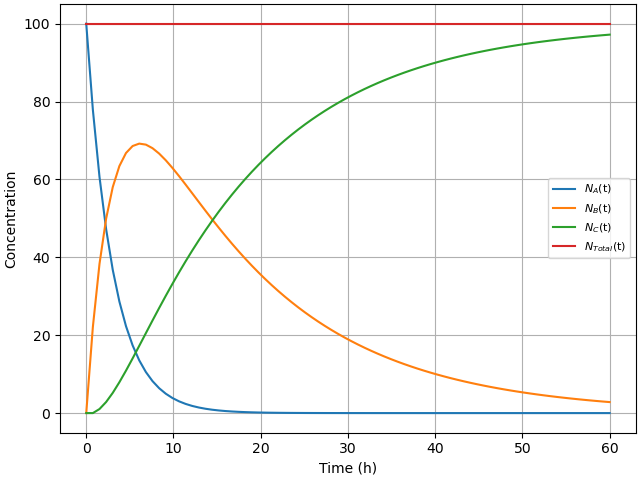 Concentration
100
80
60
40
20
0
0 10 20 30 40 50 60
Time (h)
N_A(t)
N_B(t)
N_C(t)
N_Total(t)